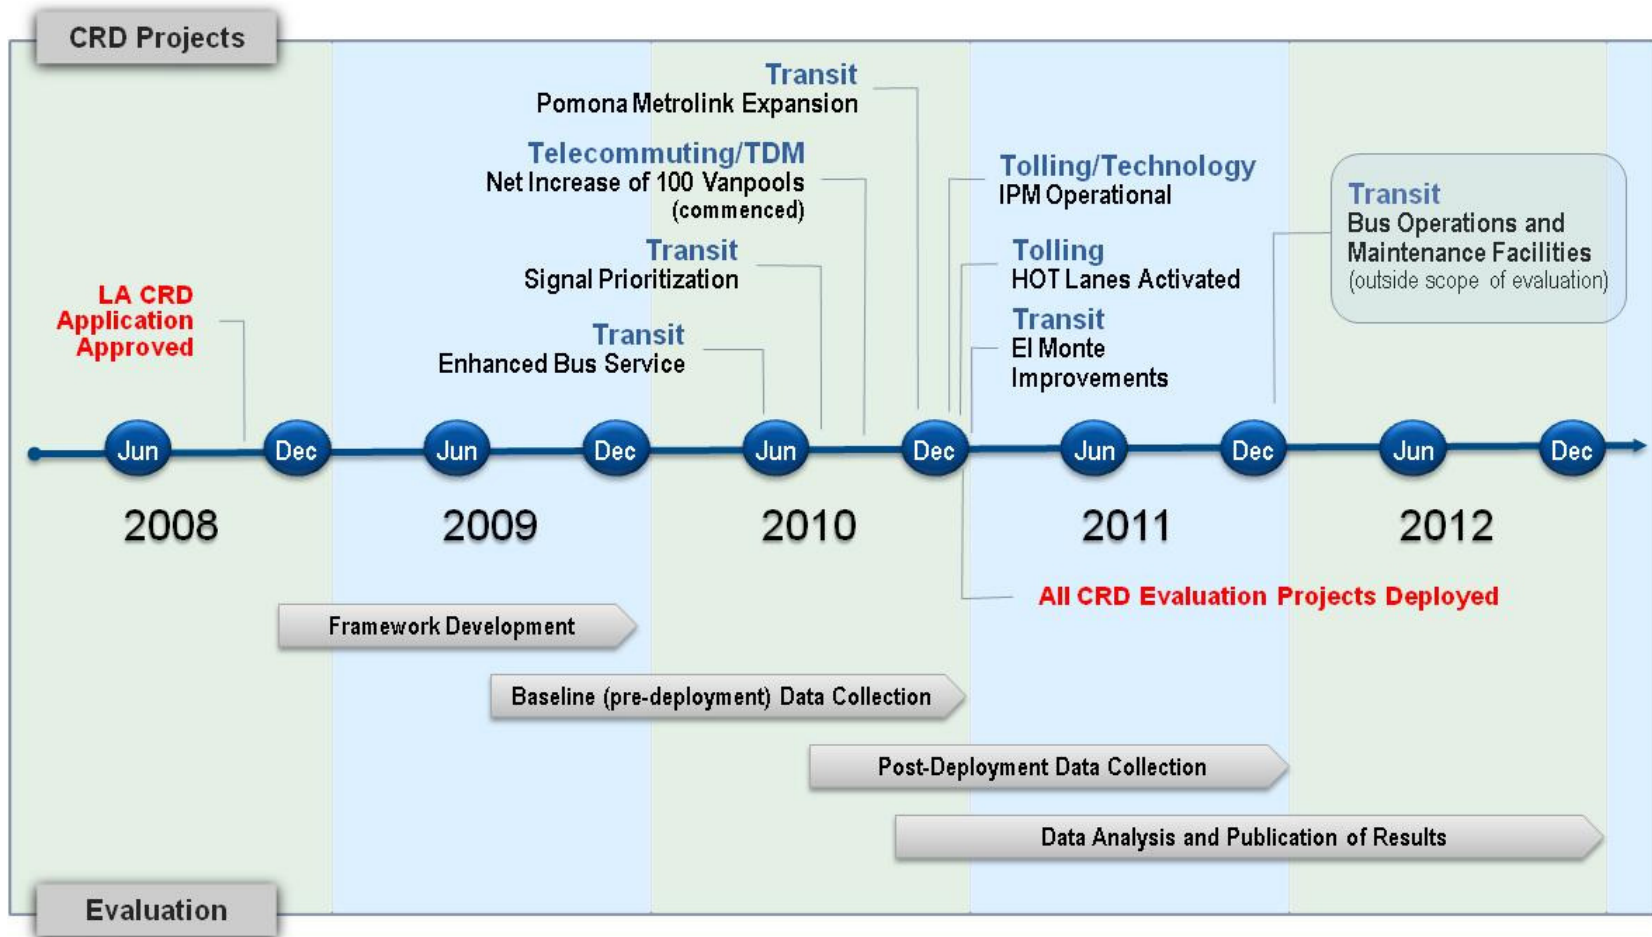 CRD Projects
Transit
Pomona Metrolink Expansion
Telecommuting/TDM
Net Increase of 100 Vanpools
(commenced)
Transit
Signal Prioritization
Transit
Enhanced Bus Service
LA CRD
Application
Approved
Tolling/Technology
IPM Operational
Tolling
HOT Lanes Activated
Transit
El Monte
Improvements
Transit
Bus Operations and
Maintenance Facilities
(outside scope of evaluation)
Jun Dec Jun Dec Jun Dec Jun Dec Jun Dec
2008 2009 2010 2011 2012
All CRD Evaluation Projects Deployed
Framework Development
Baseline (pre-deployment) Data Collection
Post-Deployment Data Collection
Data Analysis and Publication of Results
Evaluation